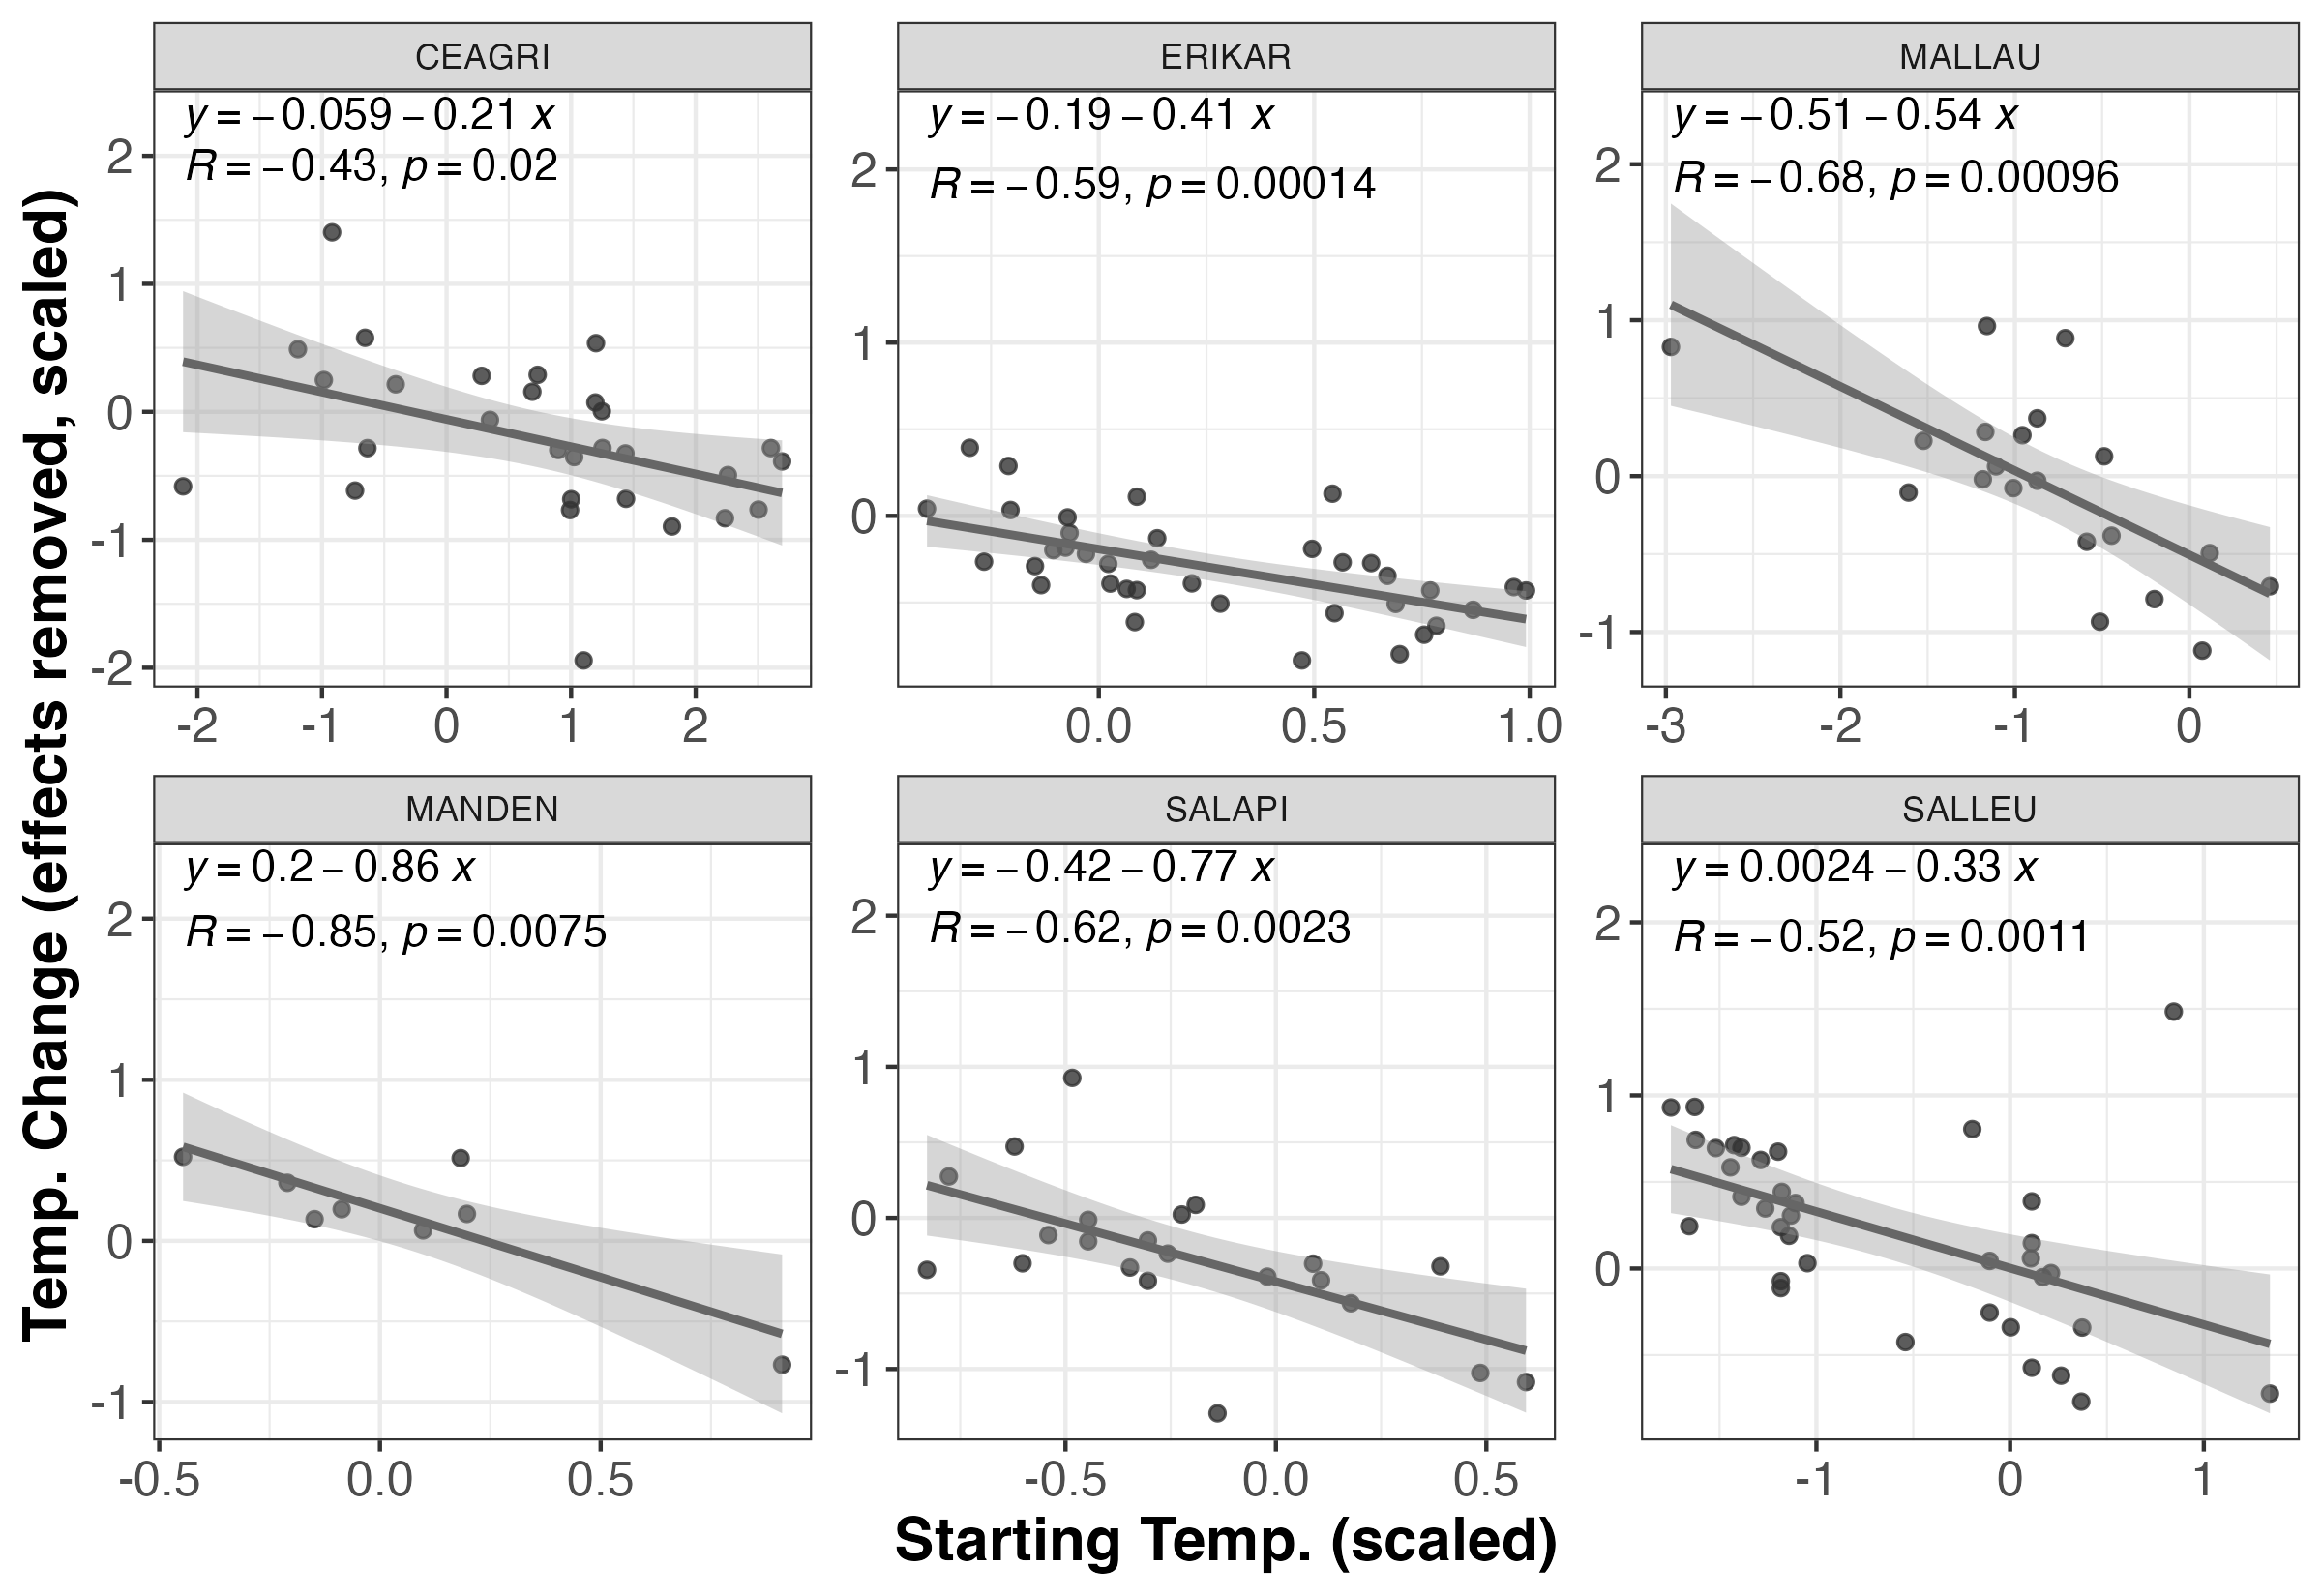 Temp. Change (effects removed, scaled)
CEAGRI
y = −0.059 − 0.21 x
R = −0.43, p = 0.02
2
1
0
-1
-2
-2 -1 0 1 2
ERIKAR
y = −0.19 − 0.41 x
R = −0.59, p = 0.00014
2
1
0
0.0 0.5 1.0
MALLAU
y = −0.51 − 0.54 x
R = −0.68, p = 0.00096
2
1
0
-1
-3 -2 -1 0
MANDEN
y = 0.2 − 0.86 x
R = −0.85, p = 0.0075
2
1
0
-1
-0.5 0.0 0.5
SALAPI
y = −0.42 − 0.77 x
R = −0.62, p = 0.0023
2
1
0
-1
-0.5 0.0 0.5
SALLEU
y = 0.0024 − 0.33 x
R = −0.52, p = 0.0011
2
1
0
-1 0 1
Starting Temp. (scaled)